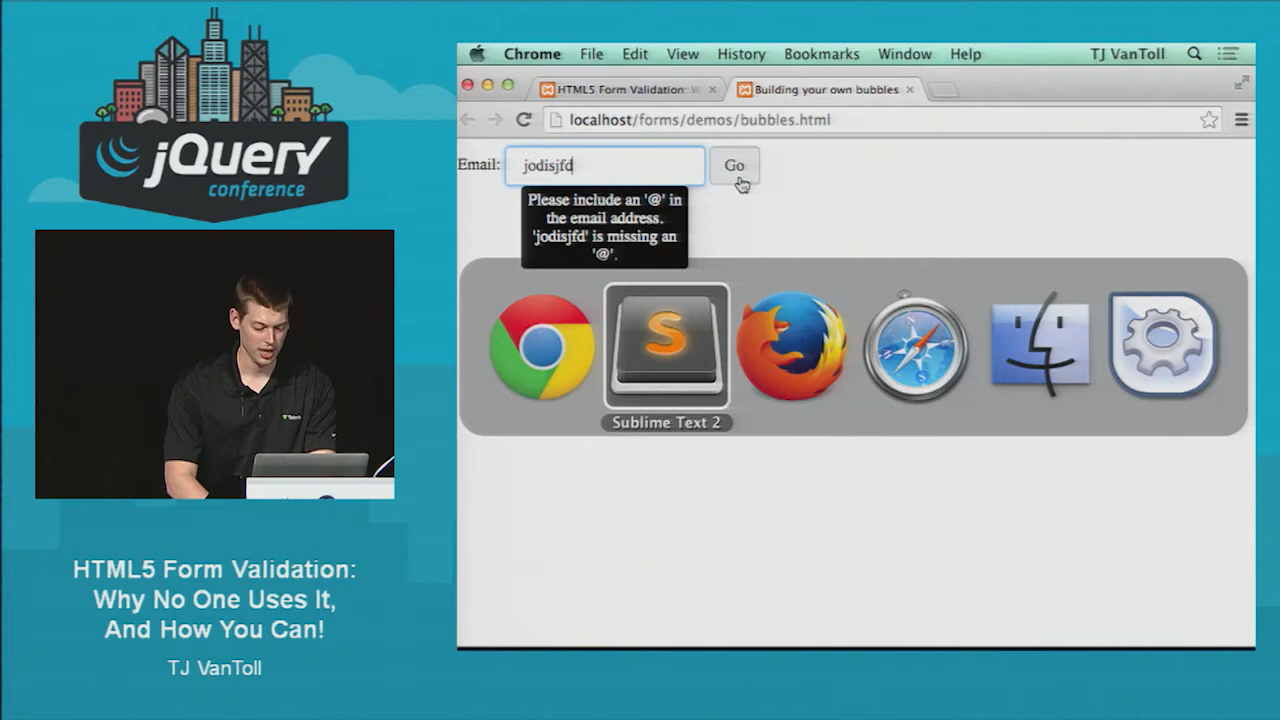 jQuery
conference
HTML5 Form Validation:
Why No One Uses It,
And How You Can!
TJ VanToll
Chrome File Edit View History Bookmarks Window Help TJ VanToll
HTML5 Form Validation: W
Building your own bubbles
localhost/forms/demos/bubbles.html
Email: jodisjfd Go
Please include an '@' in
the email address.
'jodisjfd' is missing an
'@'.
S
Sublime Text 2